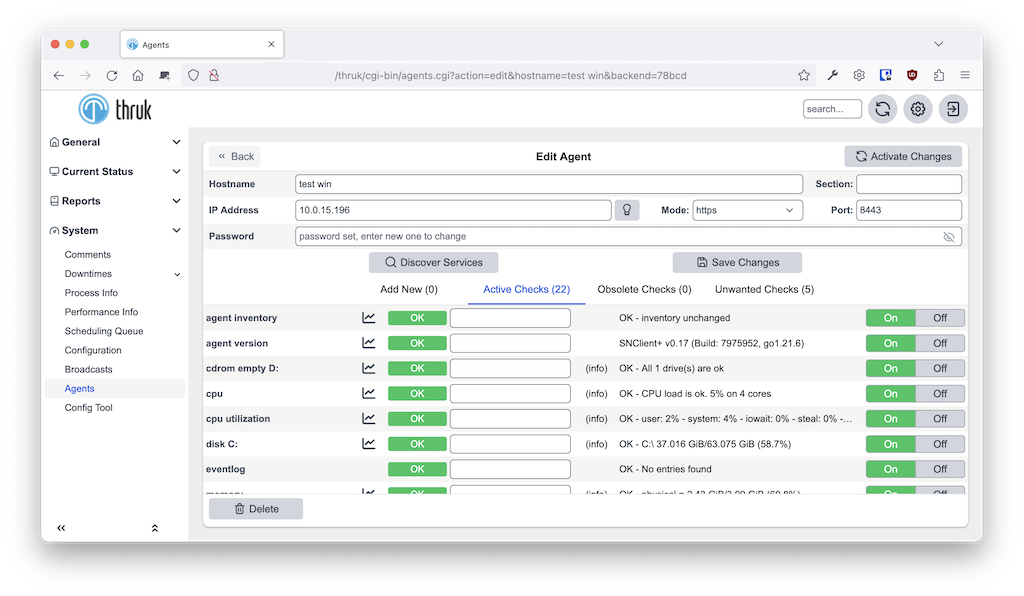 Agents
/thruk/cgi-bin/agents.cgi?action=edit&hostname=test win&backend=78bcd
thruk
search...
General
Current Status
Reports
System
Comments
Downtimes
Process Info
Performance Info
Scheduling Queue
Configuration
Broadcasts
Agents
Config Tool
Back Edit Agent Activate Changes
Hostname test win Section:
IP Address 10.0.15.196 Mode: https Port: 8443
Password password set, enter new one to change
Discover Services Save Changes
Add New (0) Active Checks (22) Obsolete Checks (0) Unwanted Checks (5)
agent inventory OK OK - inventory unchanged On Off
agent version OK SNClient+ v0.17 (Build: 7975952, go1.21.6) On Off
cdrom empty D: OK (info) OK - All 1 drive(s) are ok On Off
cpu OK (info) OK - CPU load is ok. 5% on 4 cores On Off
cpu utilization OK (info) OK - user: 2% - system: 4% - iowait: 0% - steal: 0% -... On Off
disk C: OK (info) OK - C:\ 37.016 GiB/63.075 GiB (58.7%) On Off
eventlog OK OK - No entries found On Off
memory OK (info) OK - physical = On Off
Delete